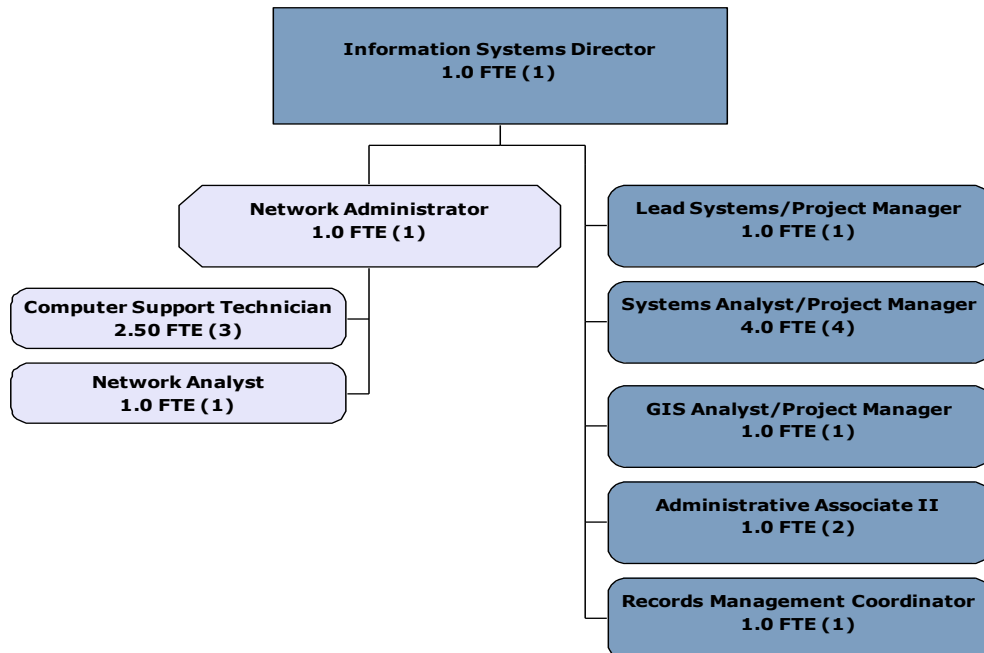 Information Systems Director
1.0 FTE (1)
Network Administrator
1.0 FTE (1)
Computer Support Technician
2.50 FTE (3)
Network Analyst
1.0 FTE (1)
Lead Systems/Project Manager
1.0 FTE (1)
Systems Analyst/Project Manager
4.0 FTE (4)
GIS Analyst/Project Manager
1.0 FTE (1)
Administrative Associate II
1.0 FTE (2)
Records Management Coordinator
1.0 FTE (1)